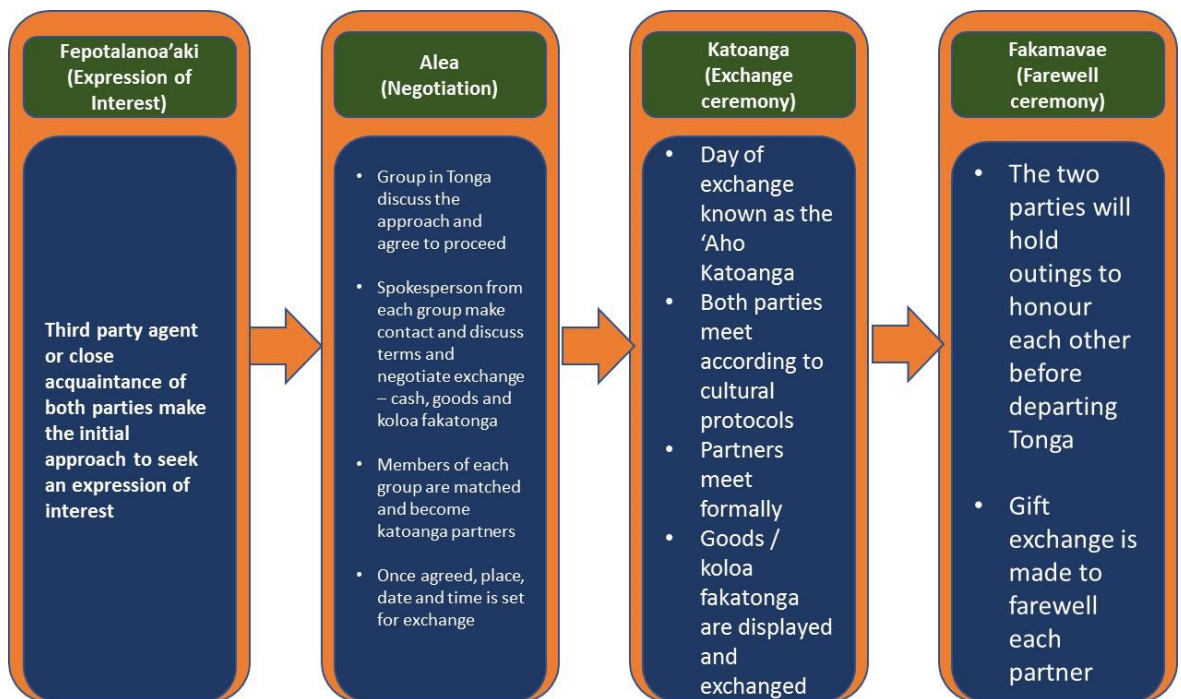 Fepotalanoa'aki
(Expression of
Interest)
Third party agent
or close
acquaintance of
both parties make
the initial
approach to seek
an expression of
interest
Alea
(Negotiation)
• Group in Tonga
discuss the
approach and
agree to proceed
• Spokesperson from
each group make
contact and discuss
terms and
negotiate exchange
– cash, goods and
koloa fakatonga
• Members of each
group are matched
and become
katoanga partners
• Once agreed, place,
date and time is set
for exchange
Katoanga
(Exchange
ceremony)
• Day of
exchange
known as the
'Aho
Katoanga
• Both parties
meet
according to
cultural
protocols
• Partners
meet
formally
• Goods /
koloa
fakatonga
are displayed
and
exchanged
Fakamavae
(Farewell
ceremony)
• The two
parties will
hold
outings to
honour
each other
before
departing
Tonga
• Gift
exchange is
made to
farewell
each
partner